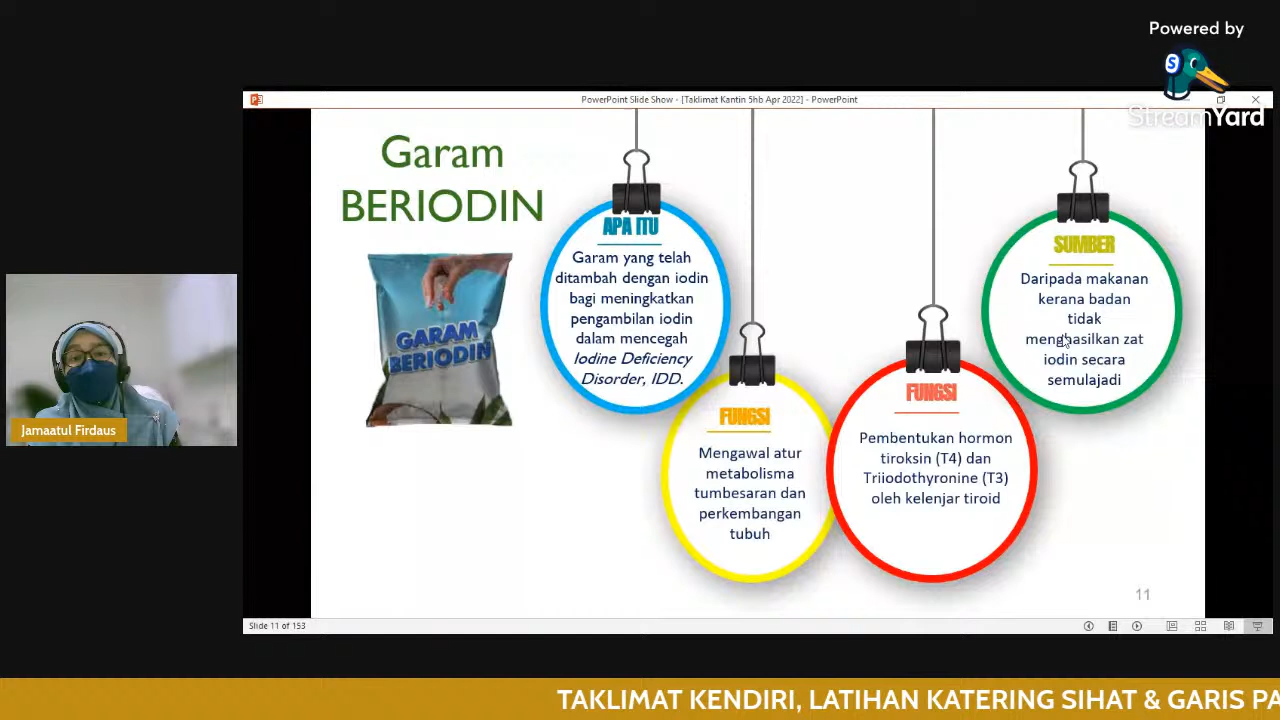 Powered by
StreamYard
PowerPoint Slide Show - [Taklimat Kantin 5hb Apr 2022] - PowerPoint
Garam
BERIODIN
GARAM
BERIODIN
APA ITU
Garam yang telah
ditambah dengan iodin
bagi meningkatkan
pengambilan iodin
dalam mencegah
Iodine Deficiency
Disorder, IDD.
FUNGSI
Mengawal atur
metabolisma
tumbesaran dan
perkembangan
tubuh
FUNGSI
Pembentukan hormon
tiroksin (T4) dan
Triiodothyronine (T3)
oleh kelenjar tiroid
SUMBER
Daripada makanan
kerana badan
tidak
menghasilkan zat
iodin secara
semulajadi
11
Slide 11 of 153
Jamaatul Firdaus
TAKLIMAT KENDIRI, LATIHAN KATERING SIHAT & GARIS PA